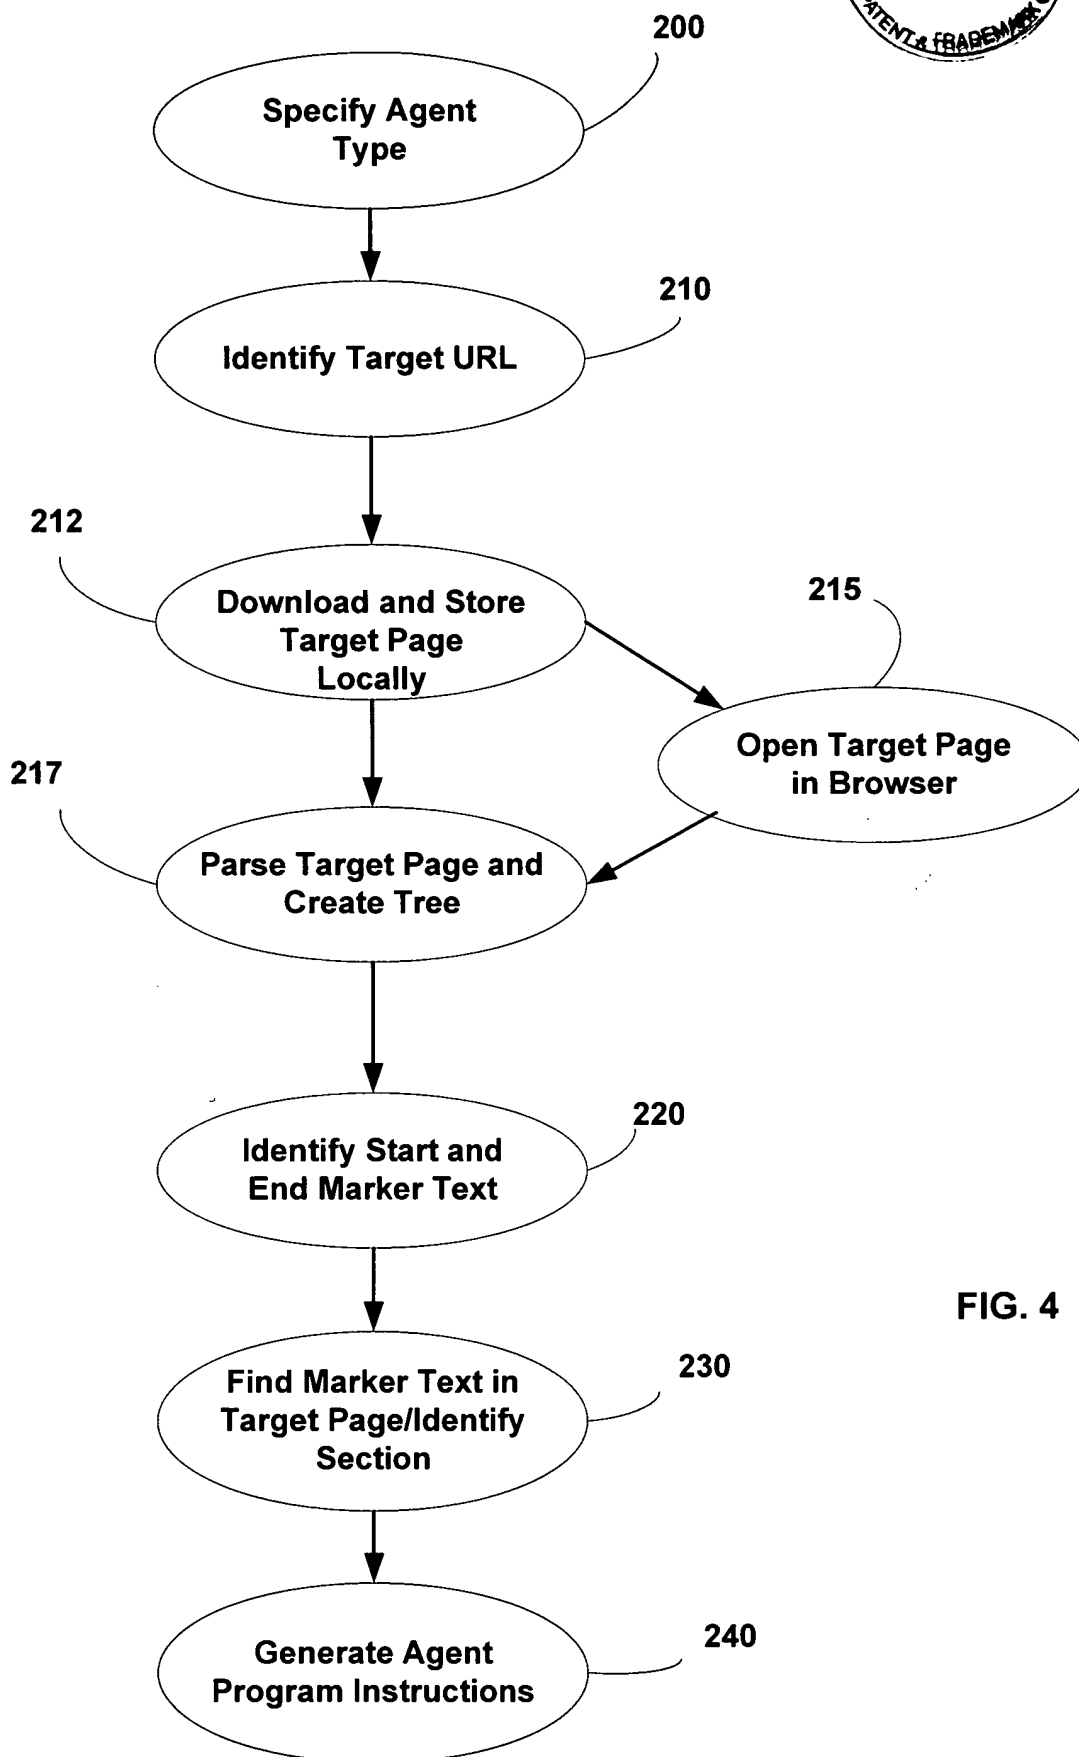 PATENT & TRADEMARK
200
Specify Agent
Type
210
Identify Target URL
212
Download and Store
Target Page
Locally
215
Open Target Page
in Browser
217
Parse Target Page and
Create Tree
220
Identify Start and
End Marker Text
FIG. 4
230
Find Marker Text in
Target Page/Identify
Section
240
Generate Agent
Program Instructions